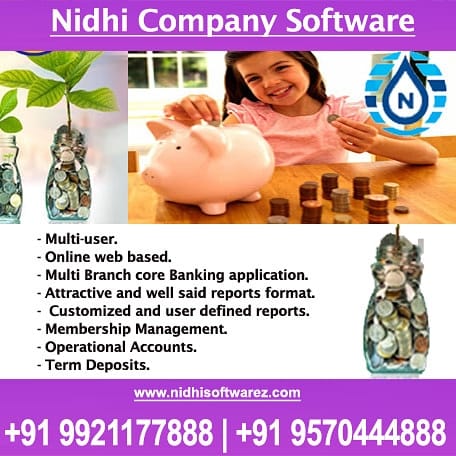 Nidhi Company Software
N
- Multi-user.
- Online web based.
- Multi Branch core Banking application.
- Attractive and well said reports format.
- Customized and user defined reports.
- Membership Management.
- Operational Accounts.
- Term Deposits.
www.nidhisoftwarez.com
+91 9921177888 | +91 9570444888